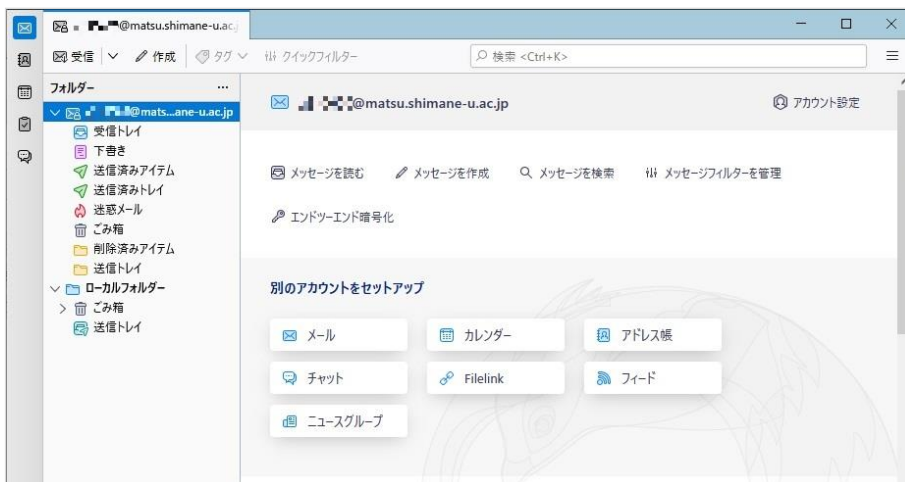 @matsu.shimane-u.ac.j
受信 作成 タグ クイックフィルター 検索 <Ctrl+K>
フォルダー ...
@mats...ane-u.ac.jp
受信トレイ
下書き
送信済みアイテム
送信済みトレイ
迷惑メール
ごみ箱
削除済みアイテム
送信トレイ
ローカルフォルダー
ごみ箱
送信トレイ
@matsu.shimane-u.ac.jp アカウント設定
メッセージを読む メッセージを作成 メッセージを検索 メッセージフィルターを管理
エンドツーエンド暗号化
別のアカウントをセットアップ
メール カレンダー アドレス帳
チャット Filelink フィード
ニュースグループ